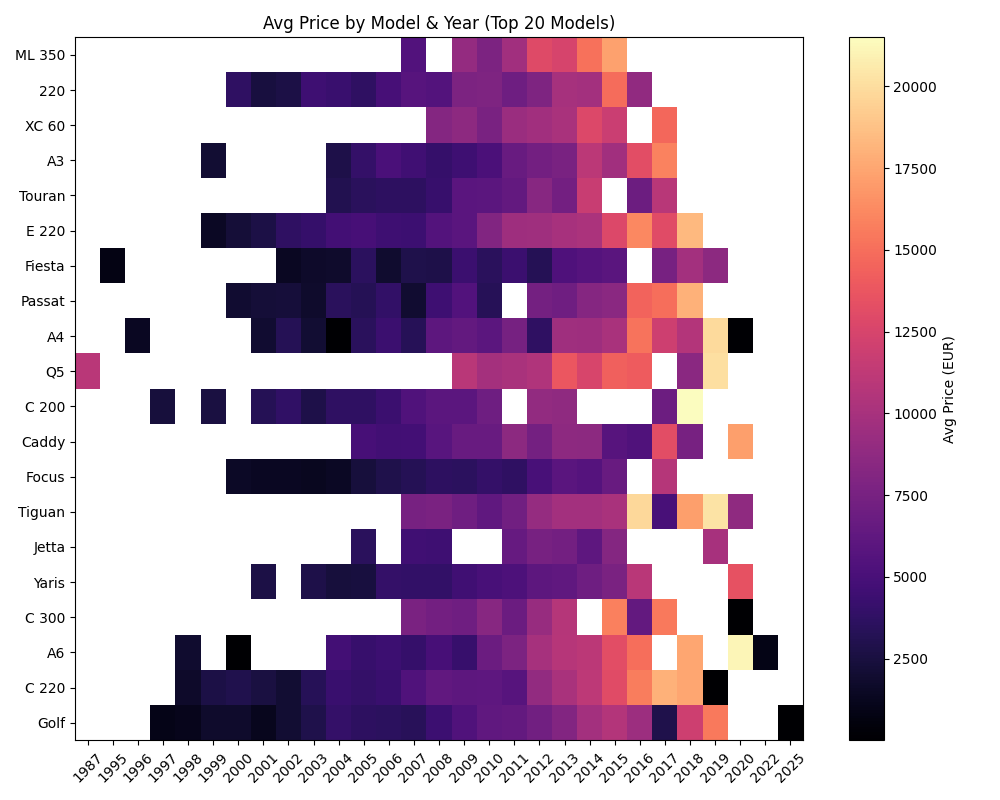 Avg Price by Model & Year (Top 20 Models)
ML 350
220
XC 60
A3
Touran
E 220
Fiesta
Passat
A4
Q5
C 200
Caddy
Focus
Tiguan
Jetta
Yaris
C 300
A6
C 220
Golf
1987 1995 1996 1997 1998 1999 2000 2001 2002 2003 2004 2005 2006 2007 2008 2009 2010 2011 2012 2013 2014 2015 2016 2017 2018 2019 2020 2022 2025
20000
17500
15000
12500
10000
7500
5000
2500
Avg Price (EUR)